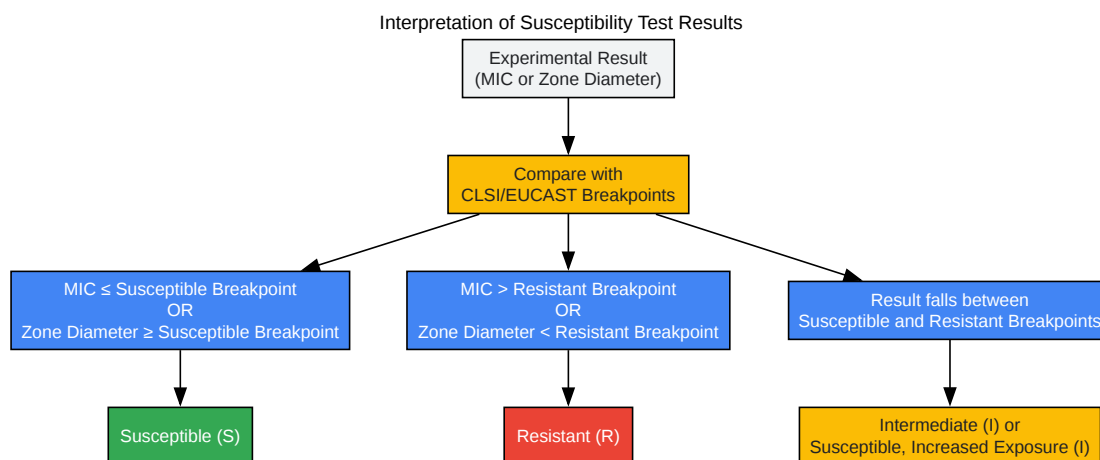 Interpretation of Susceptibility Test Results
Experimental Result
(MIC or Zone Diameter)
Compare with
CLSI/EUCAST Breakpoints
MIC ≤ Susceptible Breakpoint
OR
Zone Diameter ≥ Susceptible Breakpoint
MIC > Resistant Breakpoint
OR
Zone Diameter < Resistant Breakpoint
Result falls between
Susceptible and Resistant Breakpoints
Susceptible (S)
Resistant (R)
Intermediate (I) or
Susceptible, Increased Exposure (I)